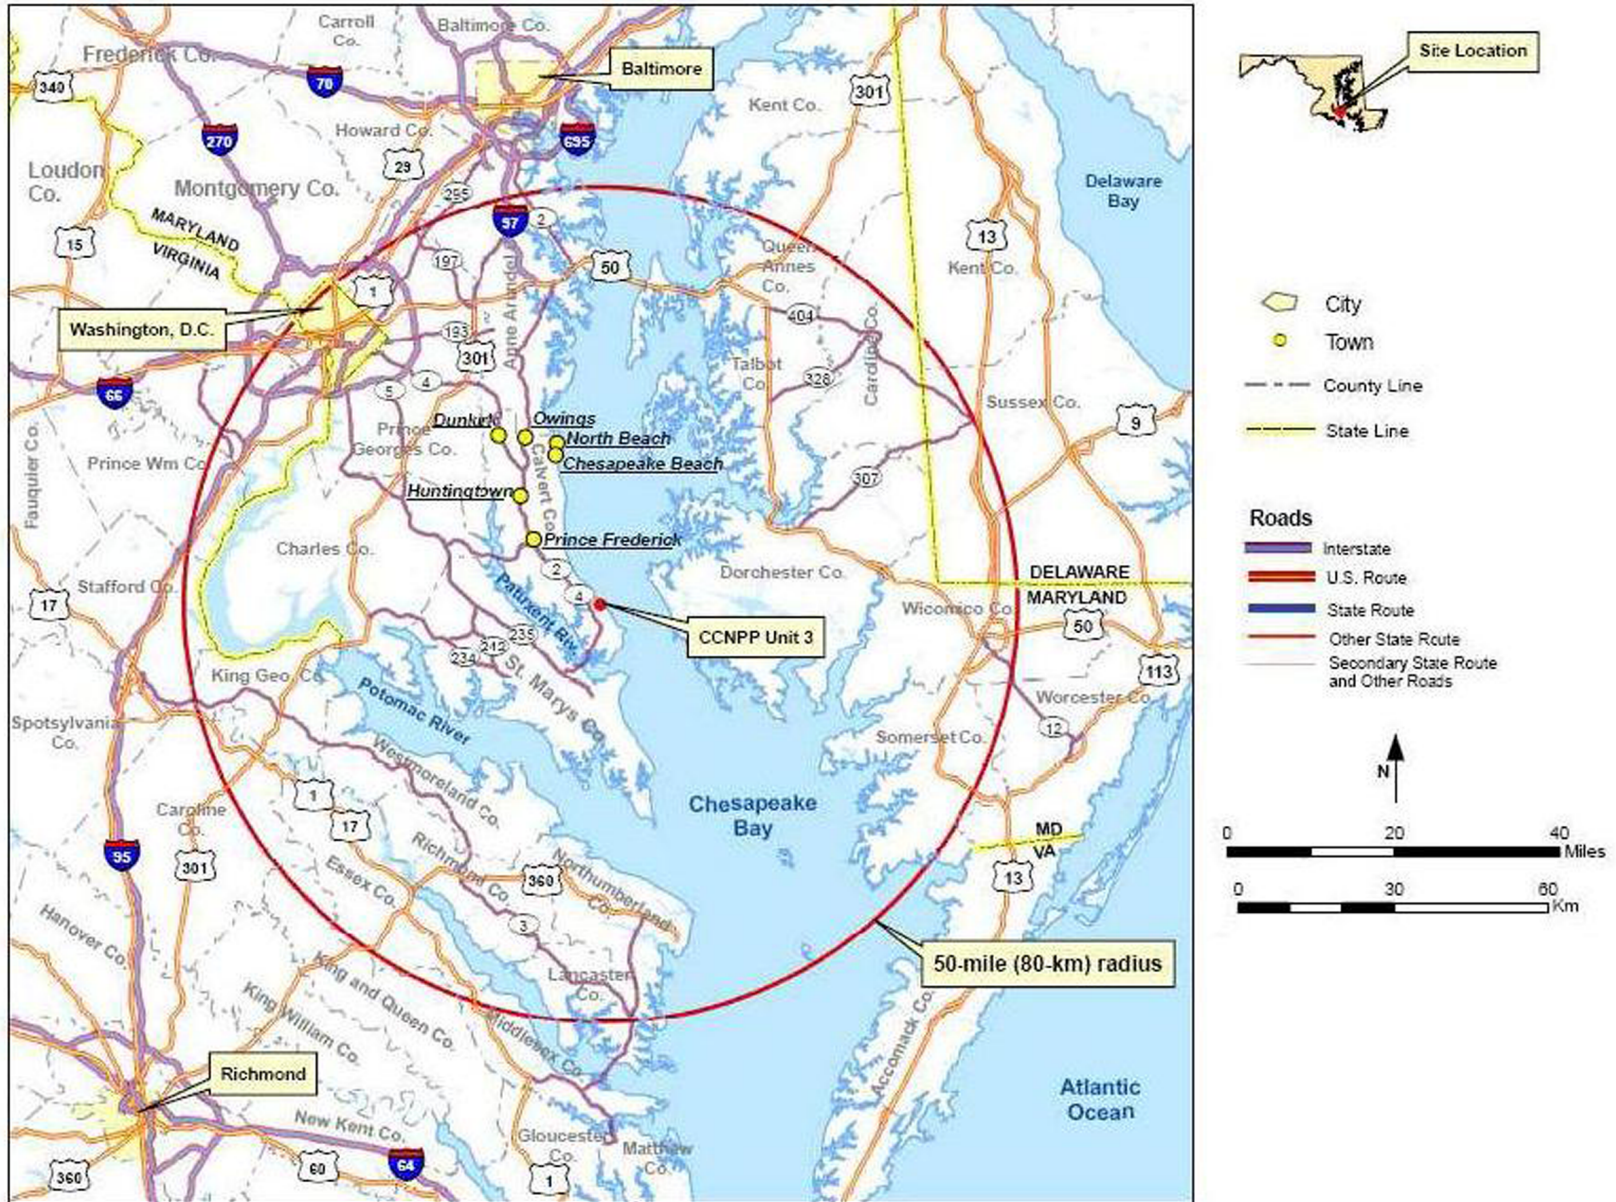 Carroll
Co.
Baltimore Co.
Frederick Co.
Baltimore
340
70
301
Kent Co.
270
Howard Co.
695
29
Loudon
Co.
Montgomery Co.
295
Delaware
Bay
MARYLAND
VIRGINIA
97
2
15
13
197
50
Queen
Annes
Co.
Kent Co.
1
Anne Arundel
Washington, D.C.
193
404
301
Caroline Co.
66
5
4
Talbot
Co.
328
Sussex Co.
9
Dunkirk
Owings
Prince
Georges Co.
North Beach
Chesapeake Beach
Fauquier Co.
Prince Wm Co.
Calvert Co.
307
Huntingtown
Prince Frederick
Charles Co.
2
4
Dorchester Co.
DELAWARE
MARYLAND
Stafford Co.
17
Patuxent River
Wicomico Co.
50
CCNPP Unit 3
235
242
234
113
King Geo. Co.
St. Marys Co.
Potomac River
Worcester Co.
12
Spotsylvania
Co.
Somerset Co.
Westmoreland Co.
Chesapeake
Bay
1
17
Caroline
Co.
MD
VA
95
301
Richmond Co.
Essex Co.
360
Northumberland
Co.
13
3
Hanover Co.
50-mile (80-km) radius
Lancaster
Co.
King and Queen Co.
King William Co.
Middlesex Co.
Accomack Co.
Richmond
Atlantic
Ocean
New Kent Co.
Gloucester
Co.
Matthew
Co.
360
60
64
1
Site Location
City
Town
County Line
State Line
Roads
Interstate
U.S. Route
State Route
Other State Route
Secondary State Route
and Other Roads
N
0 20 40
Miles
0 30 60
Km